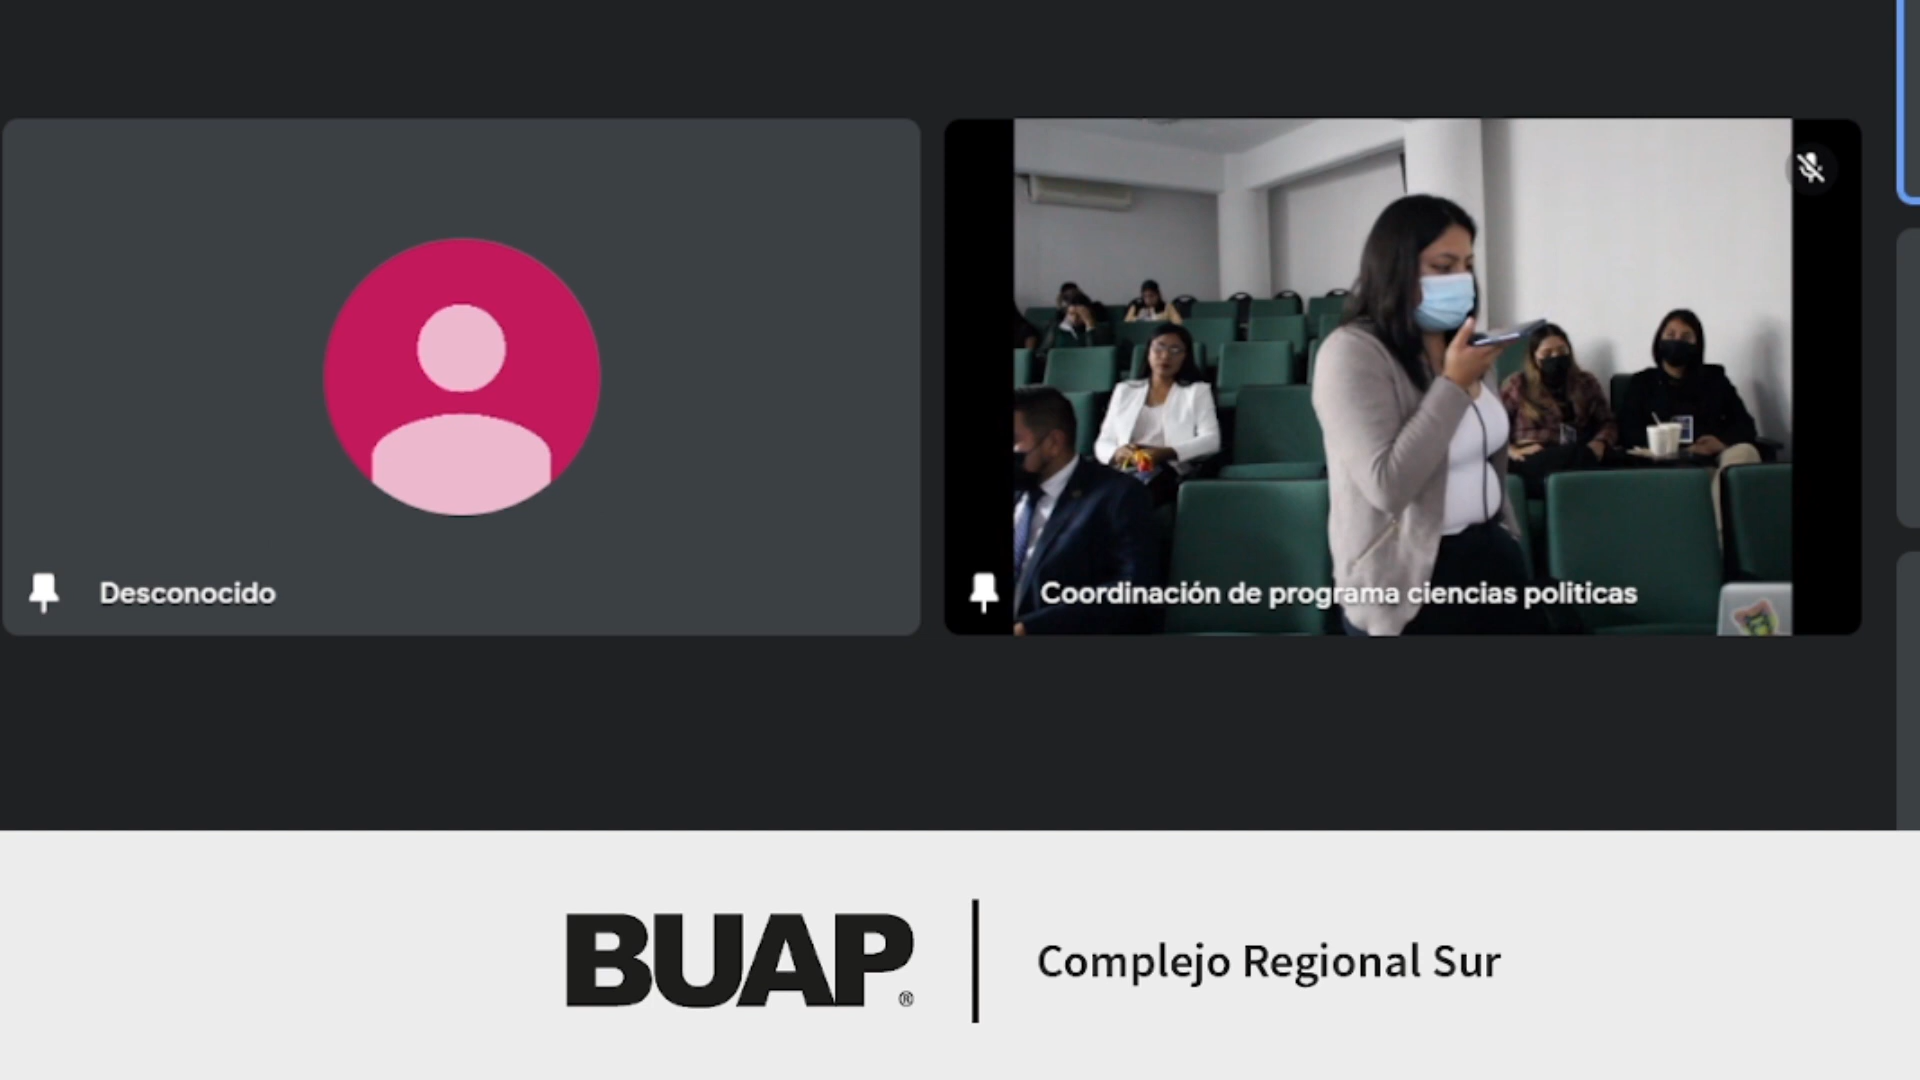 Desconocido
Coordinación de programa ciencias politicas
BUAP®
Complejo Regional Sur